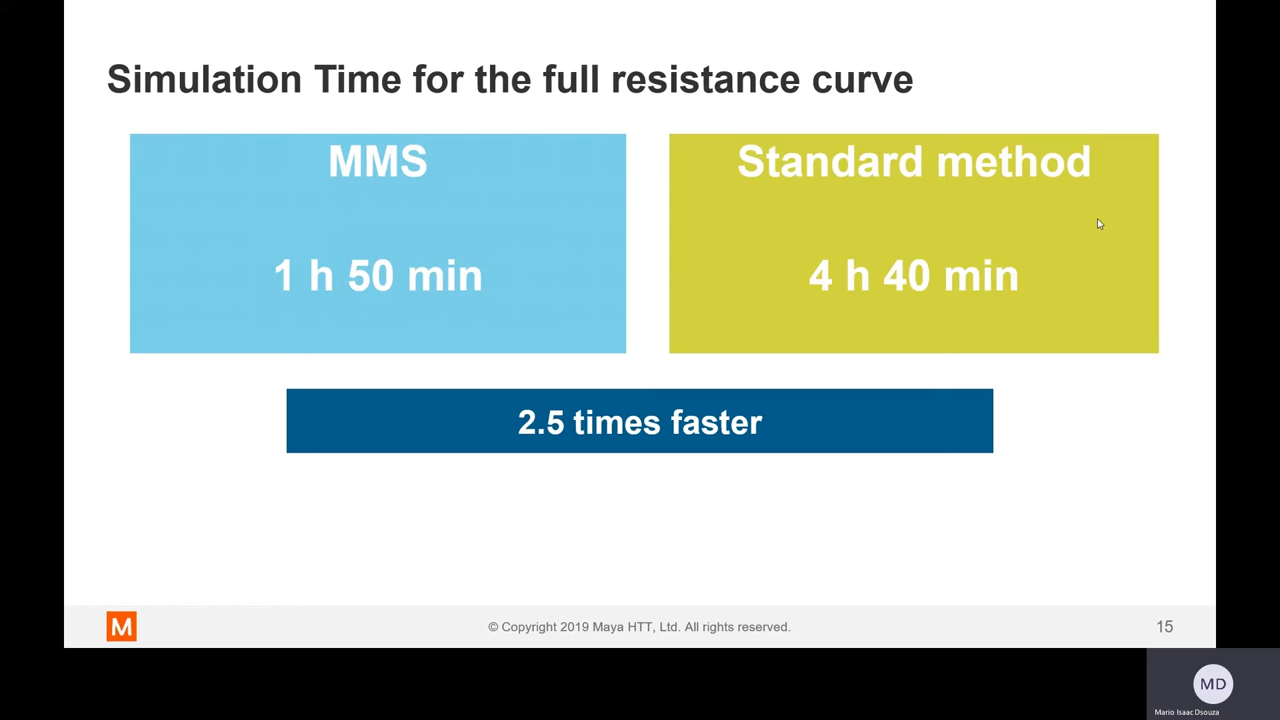 Simulation Time for the full resistance curve
MMS
1 h 50 min
Standard method
4 h 40 min
2.5 times faster
M
© Copyright 2019 Maya HTT, Ltd. All rights reserved.
15
MD
Mario Isaac Dsouza